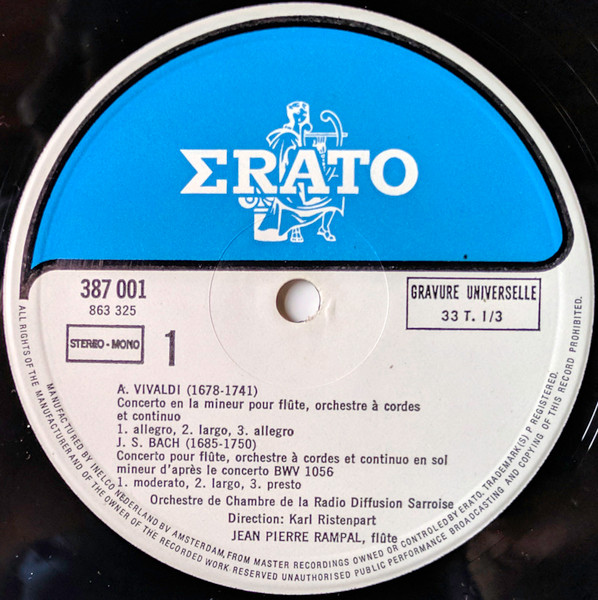 ΣRATO
387 001
863 325
STEREO - MONO
1
GRAVURE UNIVERSELLE
33 T. 1/3
A. VIVALDI (1678-1741)
Concerto en la mineur pour flûte, orchestre à cordes
et continuo
1. allegro, 2. largo, 3. allegro
J. S. BACH (1685-1750)
Concerto pour flûte, orchestre à cordes et continuo en sol
mineur d'après le concerto BWV 1056
1. moderato, 2. largo, 3. presto
Orchestre de Chambre de la Radio Diffusion Sarroise
Direction: Karl Ristenpart
JEAN PIERRE RAMPAL, flûte
MANUFACTURED BY INELCO NEDERLAND BV AMSTERDAM, FROM MASTER RECORDINGS OWNED OR CONTROLED BY ERATO. TRADEMARK(S) P REGISTERED.
ALL RIGHTS OF THE MANUFACTURER AND OF THE OWNER OF THE RECORDED WORK RESERVED UNAUTHORISED PUBLIC PERFORMANCE BROADCASTING AND COPYING OF THIS RECORD PROHIBITED.